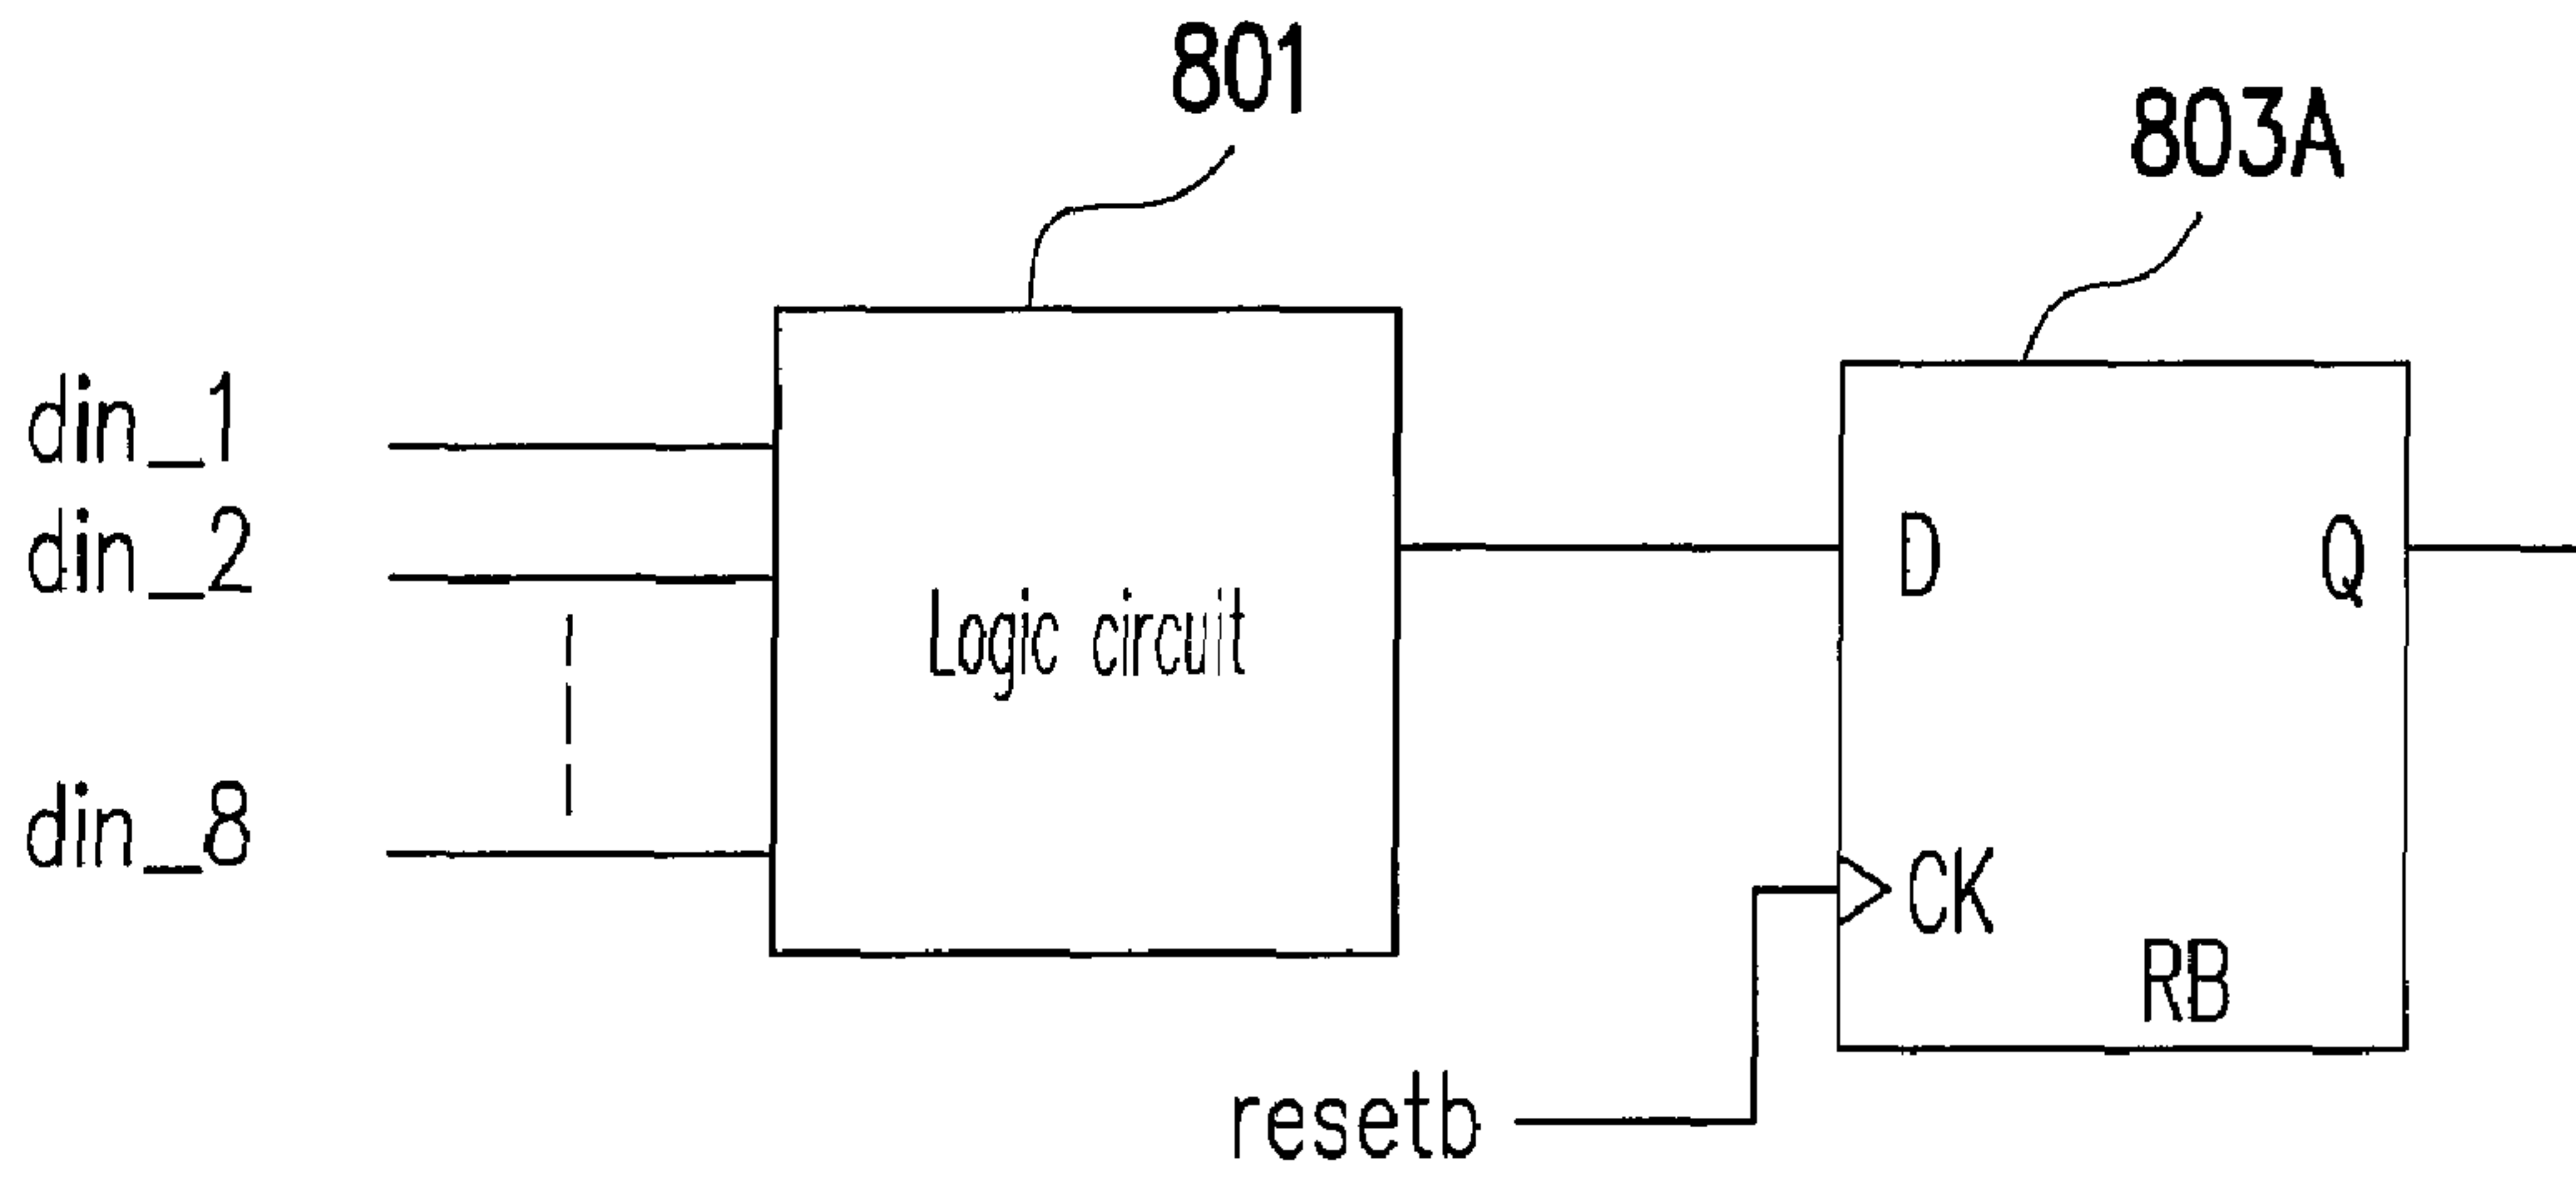 801
803A
din_1
din_2
Logic circuit
din_8
D
Q
CK
RB
resetb